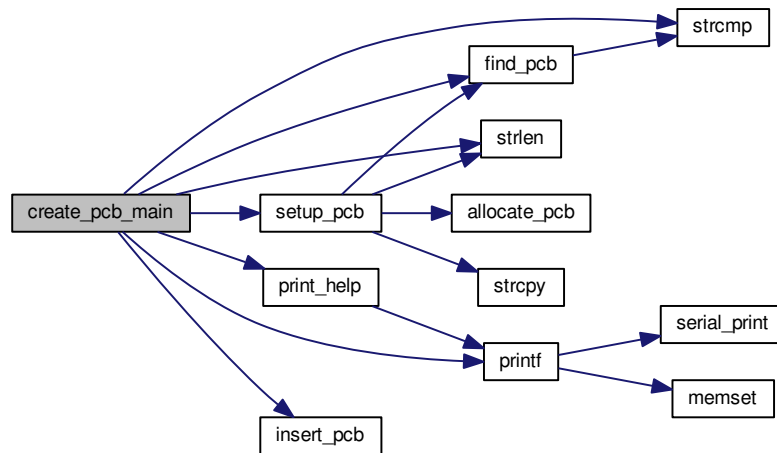 strcmp
find_pcb
strlen
create_pcb_main
setup_pcb
allocate_pcb
print_help
strcpy
serial_print
printf
memset
insert_pcb